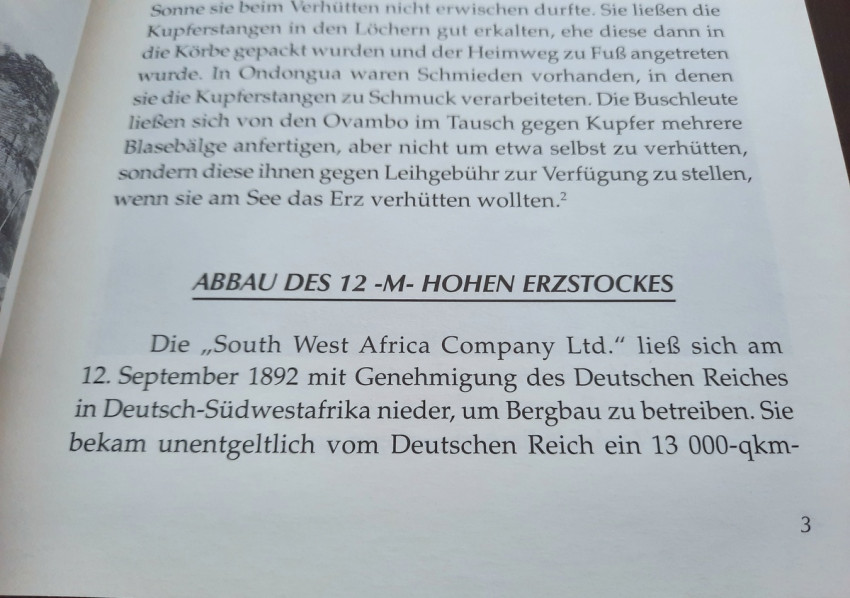 Sonne sie beim Verhütten nicht erwischen durfte. Sie ließen die
Kupferstangen in den Löchern gut erkalten, ehe diese dann in
die Körbe gepackt wurden und der Heimweg zu Fuß angetreten
wurde. In Ondongua waren Schmieden vorhanden, in denen
sie die Kupferstangen zu Schmuck verarbeiteten. Die Buschleute
ließen sich von den Ovambo im Tausch gegen Kupfer mehrere
Blasebälge anfertigen, aber nicht um etwa selbst zu verhütten,
sondern diese ihnen gegen Leihgebühr zur Verfügung zu stellen,
wenn sie am See das Erz verhütten wollten.²
ABBAU DES 12 -M- HOHEN ERZSTOCKES
Die „South West Africa Company Ltd.“ ließ sich am
12. September 1892 mit Genehmigung des Deutschen Reiches
in Deutsch-Südwestafrika nieder, um Bergbau zu betreiben. Sie
bekam unentgeltlich vom Deutschen Reich ein 13 000-qkm-
3